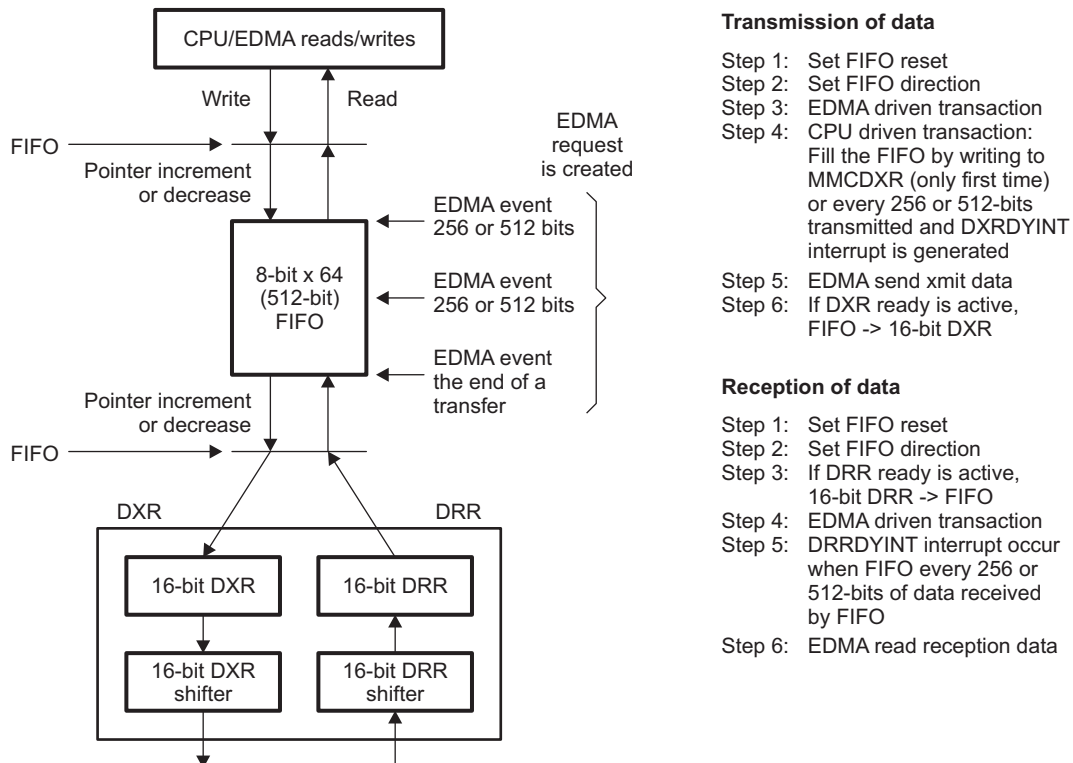 CPU/EDMA reads/writes
Write
Read
FIFO
Pointer increment
or decrease
EDMA
request
is created
EDMA event
256 or 512 bits
8-bit x 64
(512-bit)
FIFO
EDMA event
256 or 512 bits
EDMA event
the end of a
transfer
Pointer increment
or decrease
FIFO
DXR
DRR
16-bit DXR
16-bit DRR
16-bit DXR
shifter
16-bit DRR
shifter
Transmission of data
Step 1: Set FIFO reset
Step 2: Set FIFO direction
Step 3: EDMA driven transaction
Step 4: CPU driven transaction:
Fill the FIFO by writing to
MMCDXR (only first time)
or every 256 or 512-bits
transmitted and DXRDYINT
interrupt is generated
Step 5: EDMA send xmit data
Step 6: If DXR ready is active,
FIFO -> 16-bit DXR
Reception of data
Step 1: Set FIFO reset
Step 2: Set FIFO direction
Step 3: If DRR ready is active,
16-bit DRR -> FIFO
Step 4: EDMA driven transaction
Step 5: DRRDYINT interrupt occur
when FIFO every 256 or
512-bits of data received
by FIFO
Step 6: EDMA read reception data